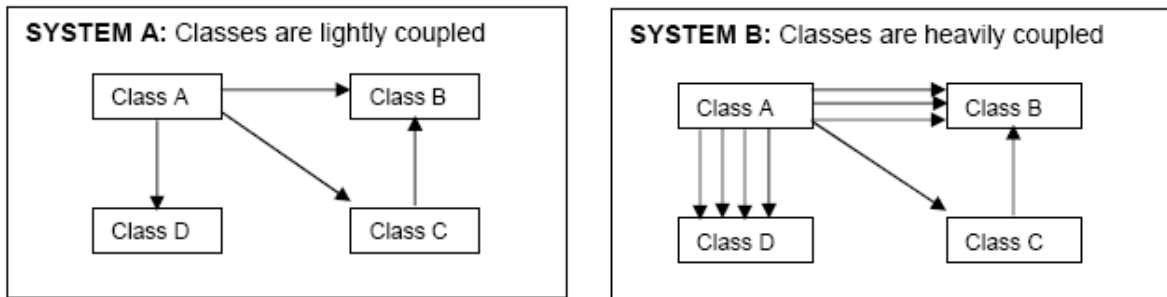 SYSTEM A: Classes are lightly coupled
Class A
Class B
Class D
Class C
SYSTEM B: Classes are heavily coupled
Class A
Class B
Class D
Class C